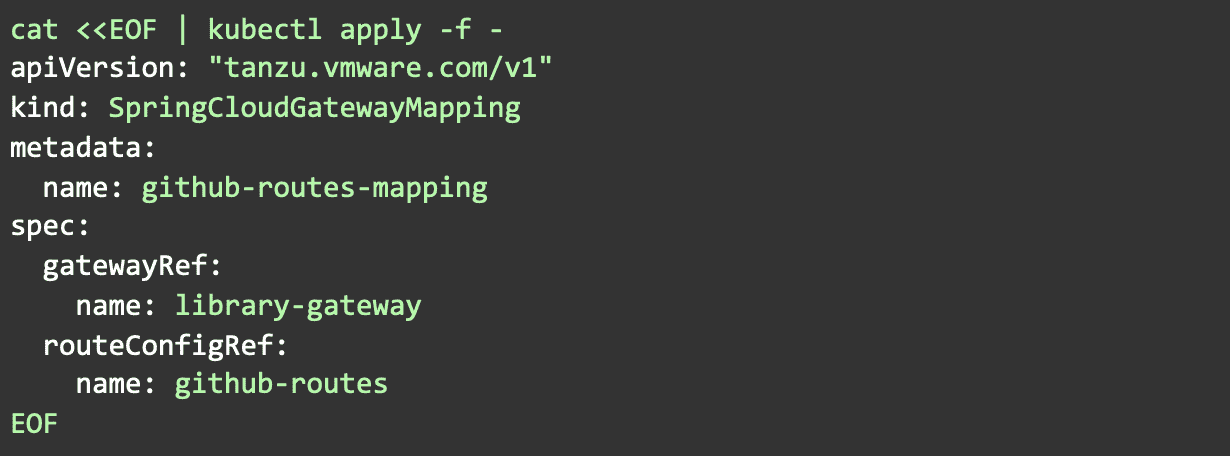 cat <<EOF | kubectl apply -f -
apiVersion: "tanzu.vmware.com/v1"
kind: SpringCloudGatewayMapping
metadata:
  name: github-routes-mapping
spec:
  gatewayRef:
    name: library-gateway
  routeConfigRef:
    name: github-routes
EOF